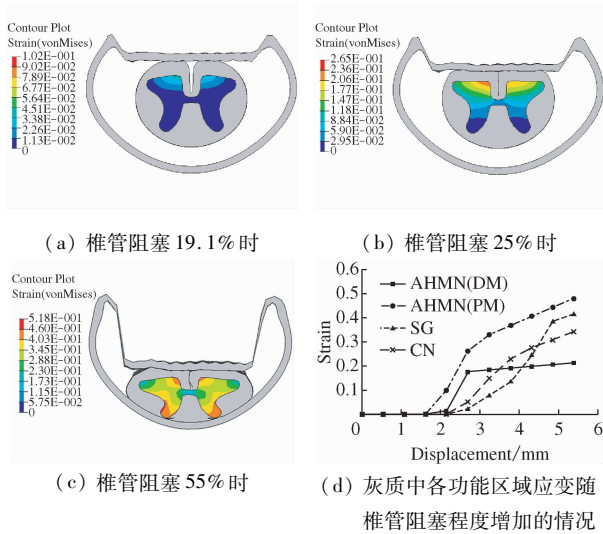 Contour Plot
Strain(vonMises)
1.02E-001
9.02E-002
7.89E-002
6.77E-002
5.64E-002
4.51E-002
3.38E-002
2.26E-002
1.13E-002
0
(a) 椎管阻塞 19.1% 时
Contour Plot
Strain(vonMises)
2.65E-001
2.36E-001
2.06E-001
1.77E-001
1.47E-001
1.18E-001
8.84E-002
5.90E-002
2.95E-002
0
(b) 椎管阻塞 25% 时
Contour Plot
Strain(vonMises)
5.18E-001
4.60E-001
4.03E-001
3.45E-001
2.88E-001
2.30E-001
1.73E-001
1.15E-001
5.75E-002
0
(c) 椎管阻塞 55% 时
0.6
0.5
0.4
0.3
0.2
0.1
Strain
AHMN(DM)
AHMN(PM)
SG
CN
0 1 2 3 4 5 6
Displacement/mm
(d) 灰质中各功能区域应变随
椎管阻塞程度增加的情况